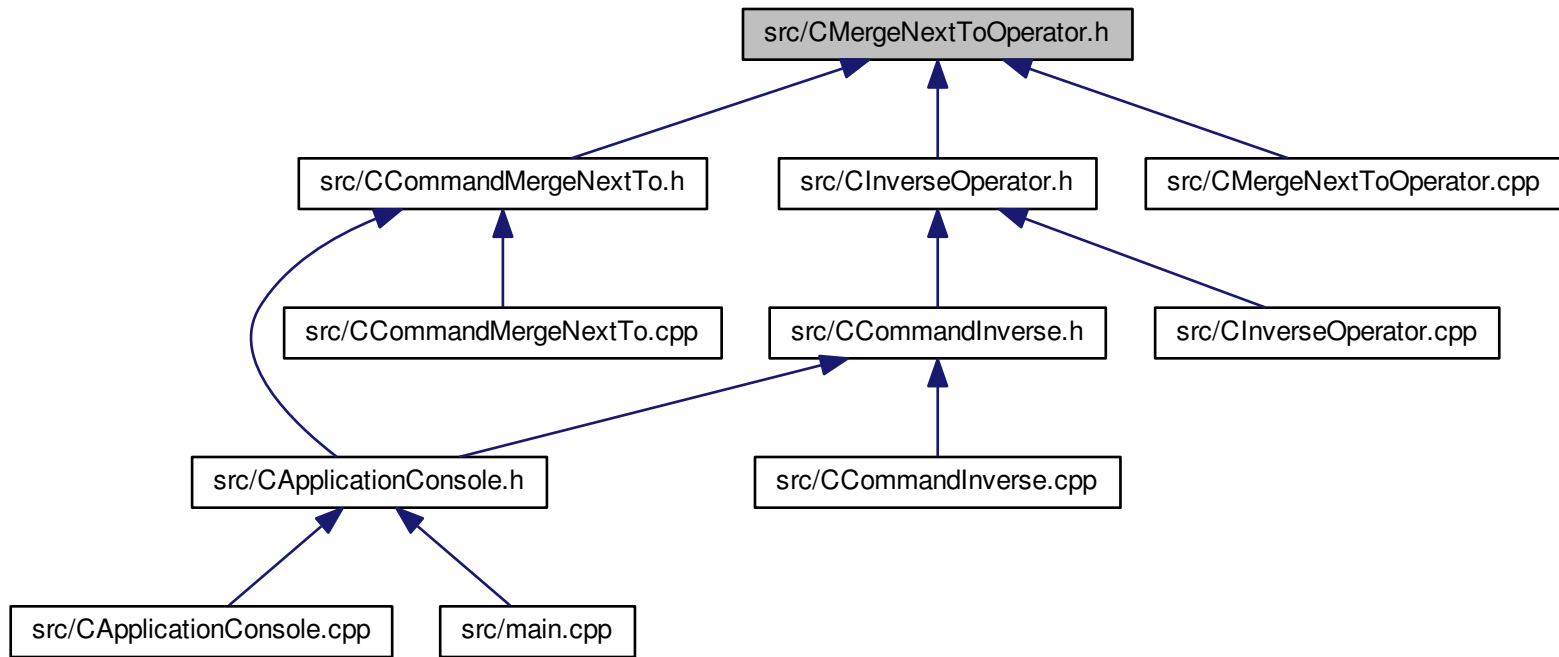 src/CMergeNextToOperator.h
src/CCommandMergeNextTo.h
src/CInverseOperator.h
src/CMergeNextToOperator.cpp
src/CCommandMergeNextTo.cpp
src/CCommandInverse.h
src/CInverseOperator.cpp
src/CApplicationConsole.h
src/CCommandInverse.cpp
src/CApplicationConsole.cpp
src/main.cpp